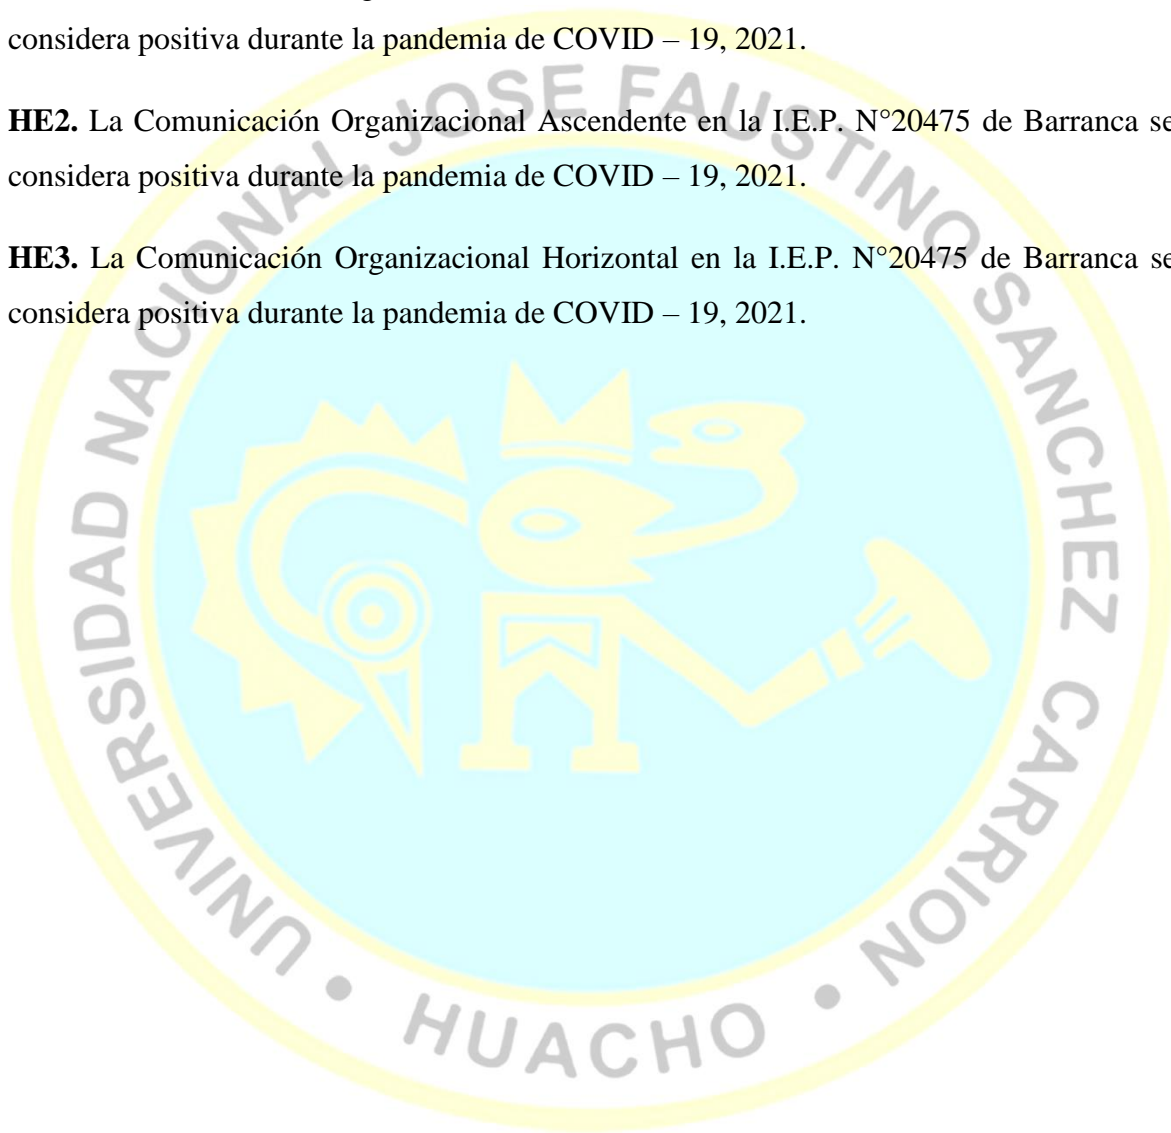 considera positiva durante la pandemia de COVID – 19, 2021.
HE2. La Comunicación Organizacional Ascendente en la I.E.P. N°20475 de Barranca se
considera positiva durante la pandemia de COVID – 19, 2021.
HE3. La Comunicación Organizacional Horizontal en la I.E.P. N°20475 de Barranca se
considera positiva durante la pandemia de COVID – 19, 2021.
UNIVERSIDAD NACIONAL JOSE FAUSTINO SANCHEZ CARRION
• HUACHO •